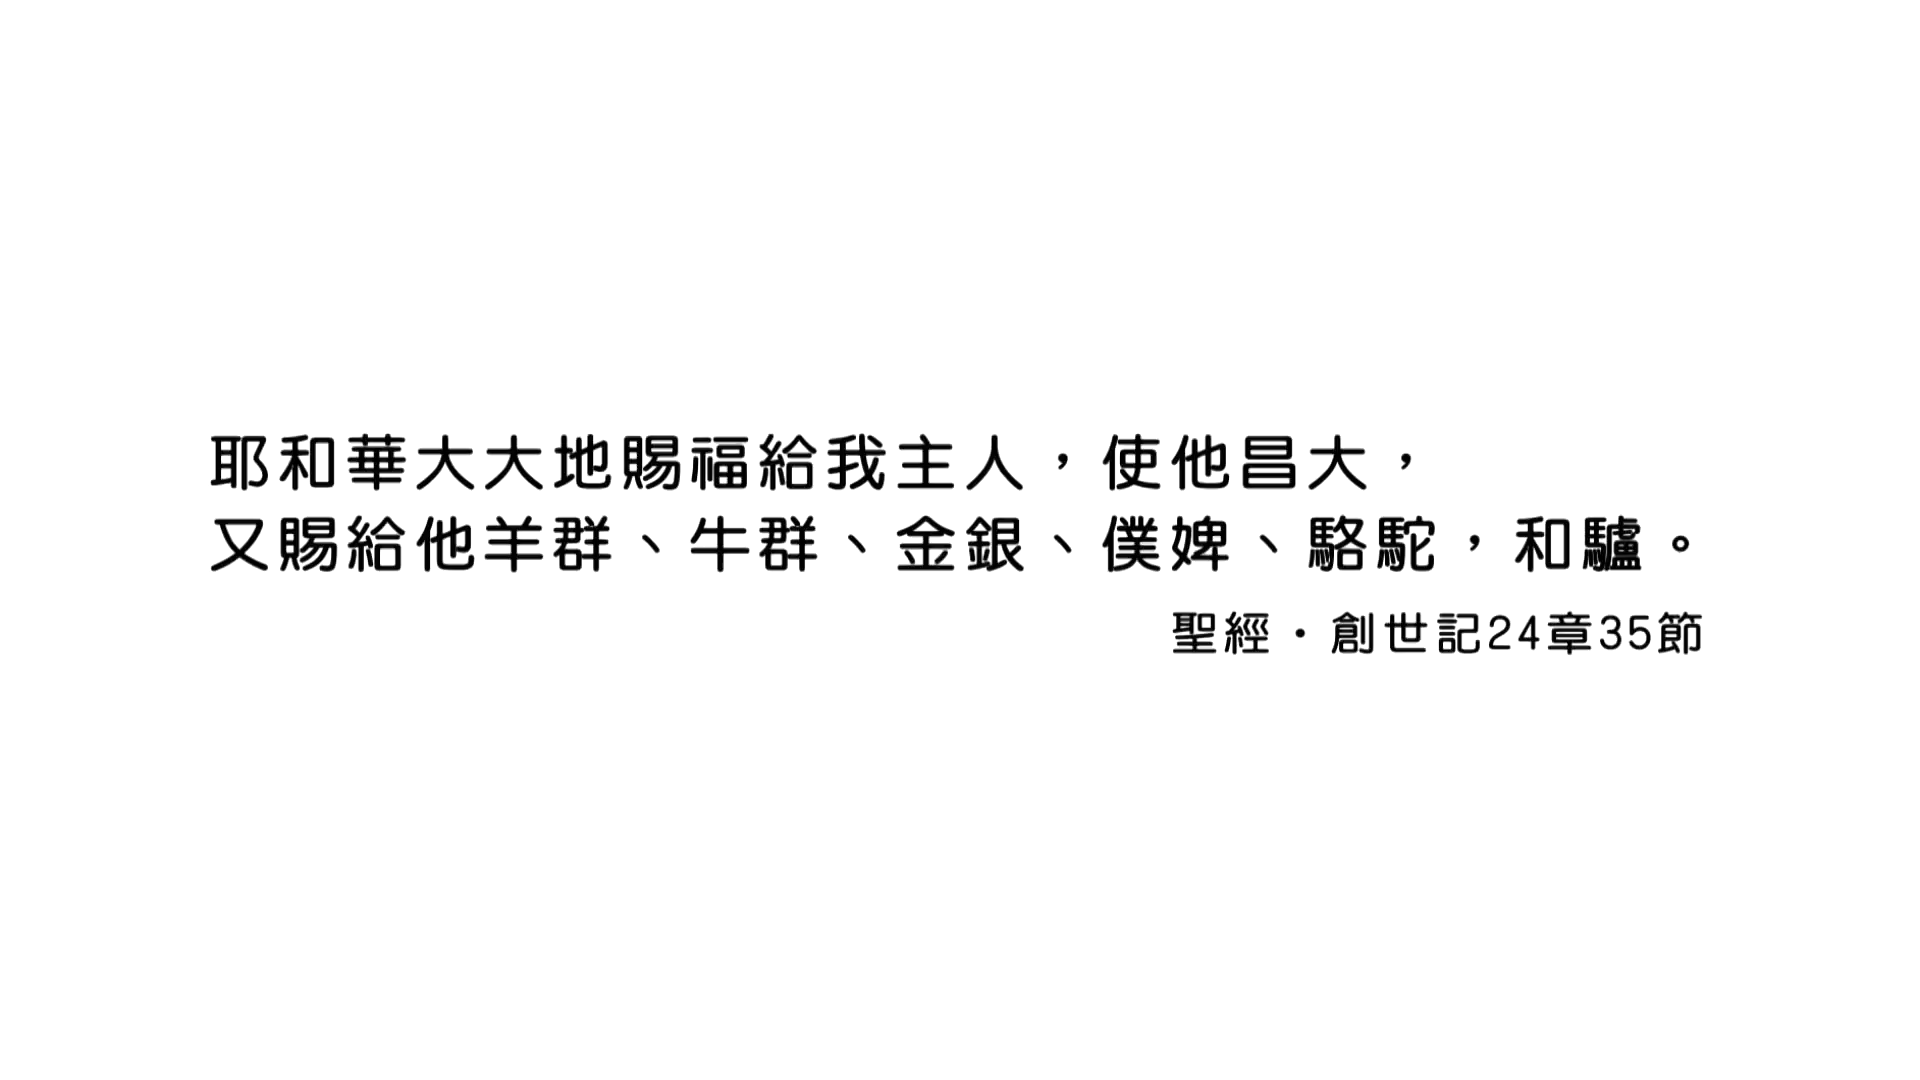 耶和華大大地賜福給我主人，使他昌大，
又賜給他羊群、牛群、金銀、僕婢、駱駝，和驢。
聖經．創世記24章35節